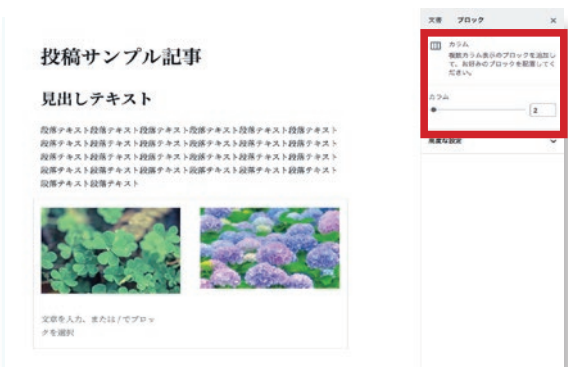 投稿サンプル記事
見出しテキスト
段落テキスト段落テキスト段落テキスト段落テキスト段落テキスト段落テキスト
段落テキスト段落テキスト段落テキスト段落テキスト段落テキスト段落テキスト
段落テキスト段落テキスト段落テキスト段落テキスト段落テキスト段落テキスト
段落テキスト段落テキスト段落テキスト段落テキスト段落テキスト段落テキスト
段落テキスト段落テキスト
文章を入力、または / でブロッ
クを選択
文書 ブロック ×
カラム
複数カラム表示のブロックを追加し
て、お好みのブロックを配置してく
ださい。
カラム
2
高度な設定